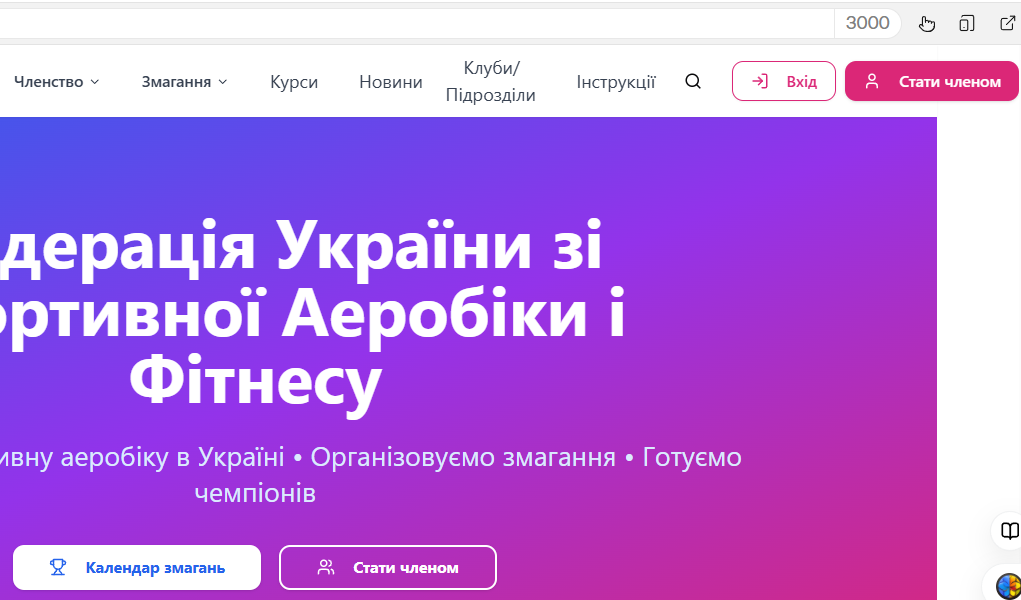 3000
Членство
Змагання
Курси
Новини
Клуби/
Підрозділи
Інструкції
Вхід
Стати членом
дерація України зі
ортивної Аеробіки і
Фітнесу
ивну аеробіку в Україні • Організовуємо змагання • Готуємо
чемпіонів
Календар змагань
Стати членом